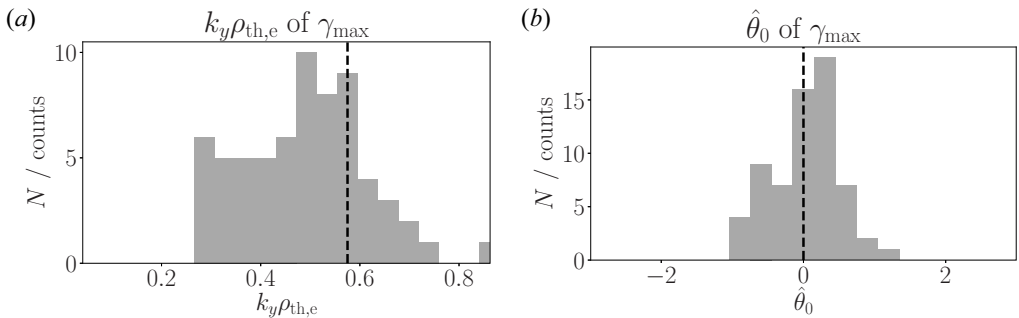 (a)
k_yρ_th,e of γ_max
10
5
0
N / counts
0.2 0.4 0.6 0.8
k_yρ_th,e
(b)
θ̂_0 of γ_max
15
10
5
0
N / counts
−2 0 2
θ̂_0